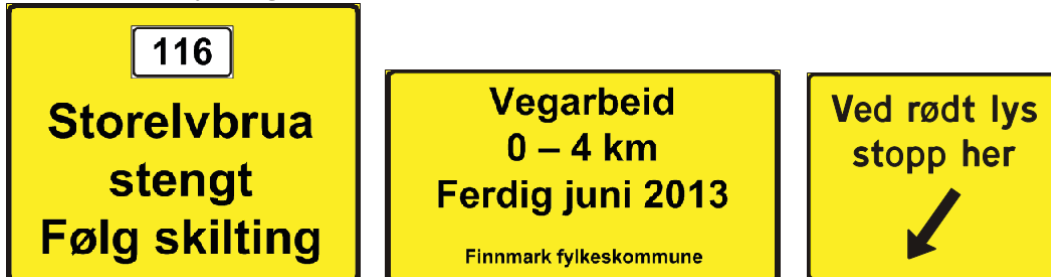 116
Storelvbrua
stengt
Følg skilting
Vegarbeid
0 – 4 km
Ferdig juni 2013
Finnmark fylkeskommune
Ved rødt lys
stopp her